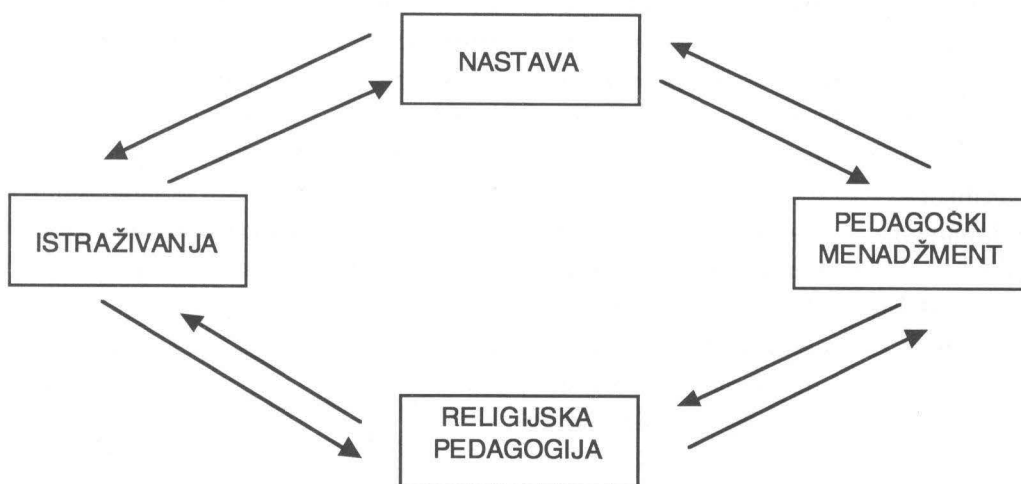 NASTAVA
ISTRAŽIVANJA
PEDAGOŠKI
MENADŽMENT
RELIGIJSKA
PEDAGOGIJA